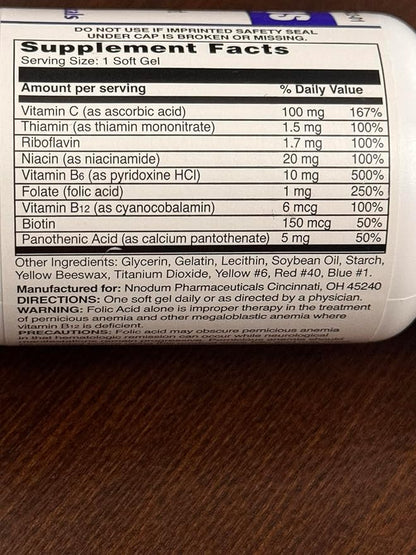 DO NOT USE IF IMPRINTED SAFETY SEAL
UNDER CAP IS BROKEN OR MISSING.
Supplement Facts
Serving Size: 1 Soft Gel
Amount per serving % Daily Value
Vitamin C (as ascorbic acid) 100 mg 167%
Thiamin (as thiamin mononitrate) 1.5 mg 100%
Riboflavin 1.7 mg 100%
Niacin (as niacinamide) 20 mg 100%
Vitamin B6 (as pyridoxine HCl) 10 mg 500%
Folate (folic acid) 1 mg 250%
Vitamin B12 (as cyanocobalamin) 6 mcg 100%
Biotin 150 mcg 50%
Panothenic Acid (as calcium pantothenate) 5 mg 50%
Other Ingredients: Glycerin, Gelatin, Lecithin, Soybean Oil, Starch,
Yellow Beeswax, Titanium Dioxide, Yellow #6, Red #40, Blue #1.
Manufactured for: Nnodum Pharmaceuticals Cincinnati, OH 45240
DIRECTIONS: One soft gel daily or as directed by a physician.
WARNING: Folic Acid alone is improper therapy in the treatment
of pernicious anemia and other megaloblastic anemia where
vitamin B12 is deficient.
PRECAUTIONS: Folic acid may obscure pernicious anemia
in that hematologic remission can occur while neurological